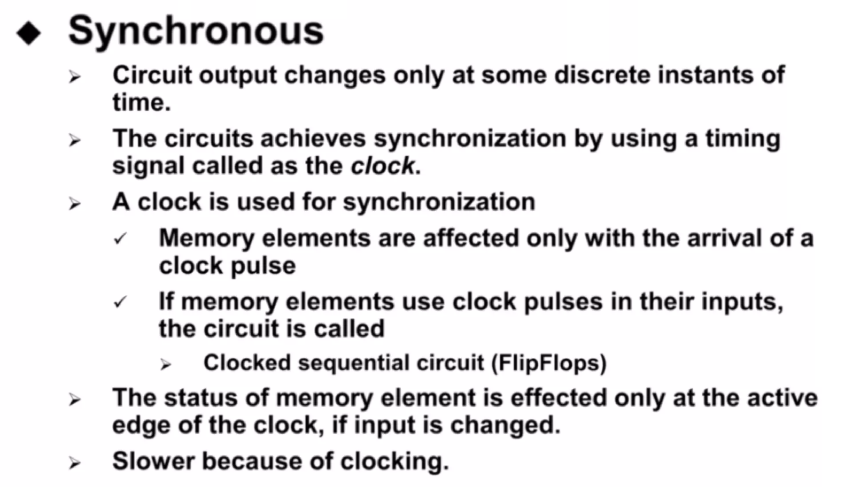 Synchronous
Circuit output changes only at some discrete instants of
time.
The circuits achieves synchronization by using a timing
signal called as the clock.
A clock is used for synchronization
Memory elements are affected only with the arrival of a
clock pulse
If memory elements use clock pulses in their inputs,
the circuit is called
Clocked sequential circuit (FlipFlops)
The status of memory element is effected only at the active
edge of the clock, if input is changed.
Slower because of clocking.